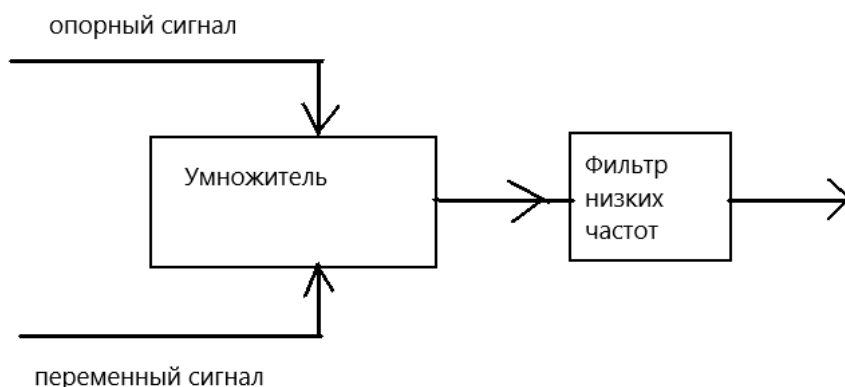 опорный сигнал
Умножитель
Фильтр
низких
частот
переменный сигнал